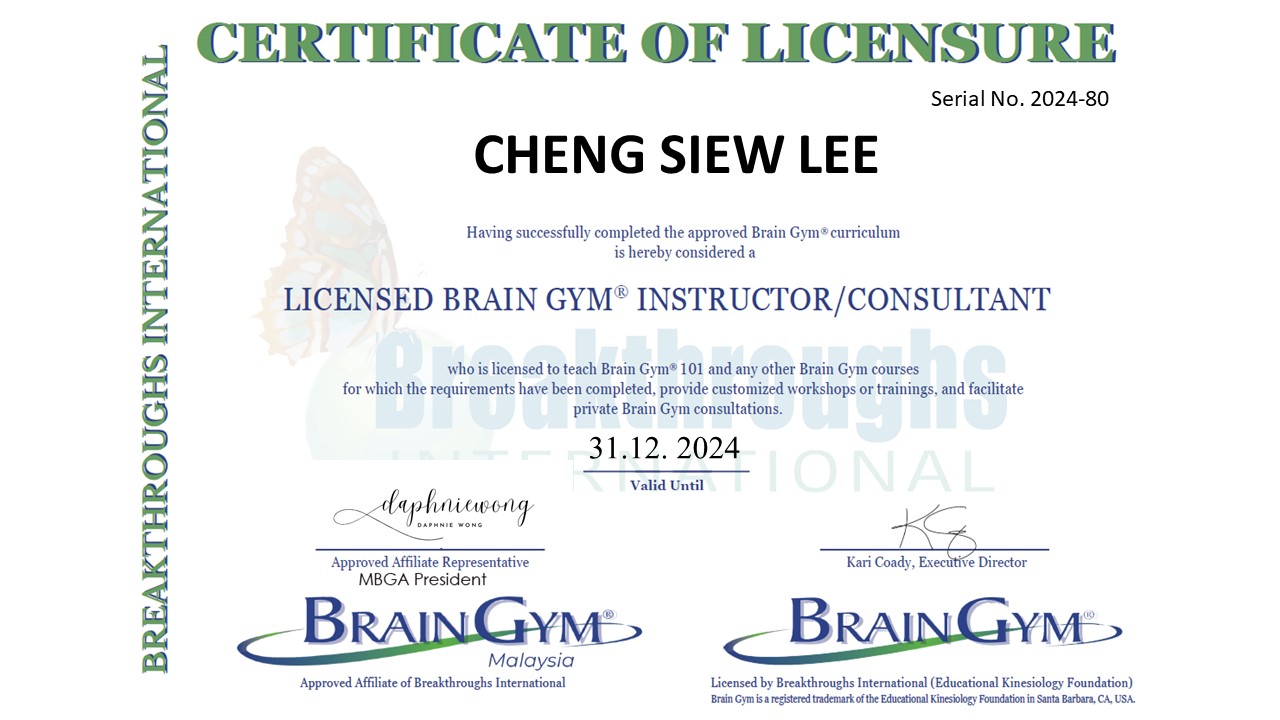 CERTIFICATE OF LICENSURE
BREAKTHROUGHS INTERNATIONAL
Serial No. 2024-80
CHENG SIEW LEE
Having successfully completed the approved Brain Gym® curriculum
is hereby considered a
LICENSED BRAIN GYM® INSTRUCTOR/CONSULTANT
Breakthroughs
INTERNATIONAL
who is licensed to teach Brain Gym® 101 and any other Brain Gym courses
for which the requirements have been completed, provide customized workshops or trainings, and facilitate
private Brain Gym consultations.
31.12. 2024
Valid Until
daphniewong
DAPHNIE WONG
Approved Affiliate Representative
MBGA President
Kari Coady, Executive Director
BRAIN GYM®
Malaysia
Approved Affiliate of Breakthroughs International
BRAIN GYM®
Licensed by Breakthroughs International (Educational Kinesiology Foundation)
Brain Gym is a registered trademark of the Educational Kinesiology Foundation in Santa Barbara, CA, USA.